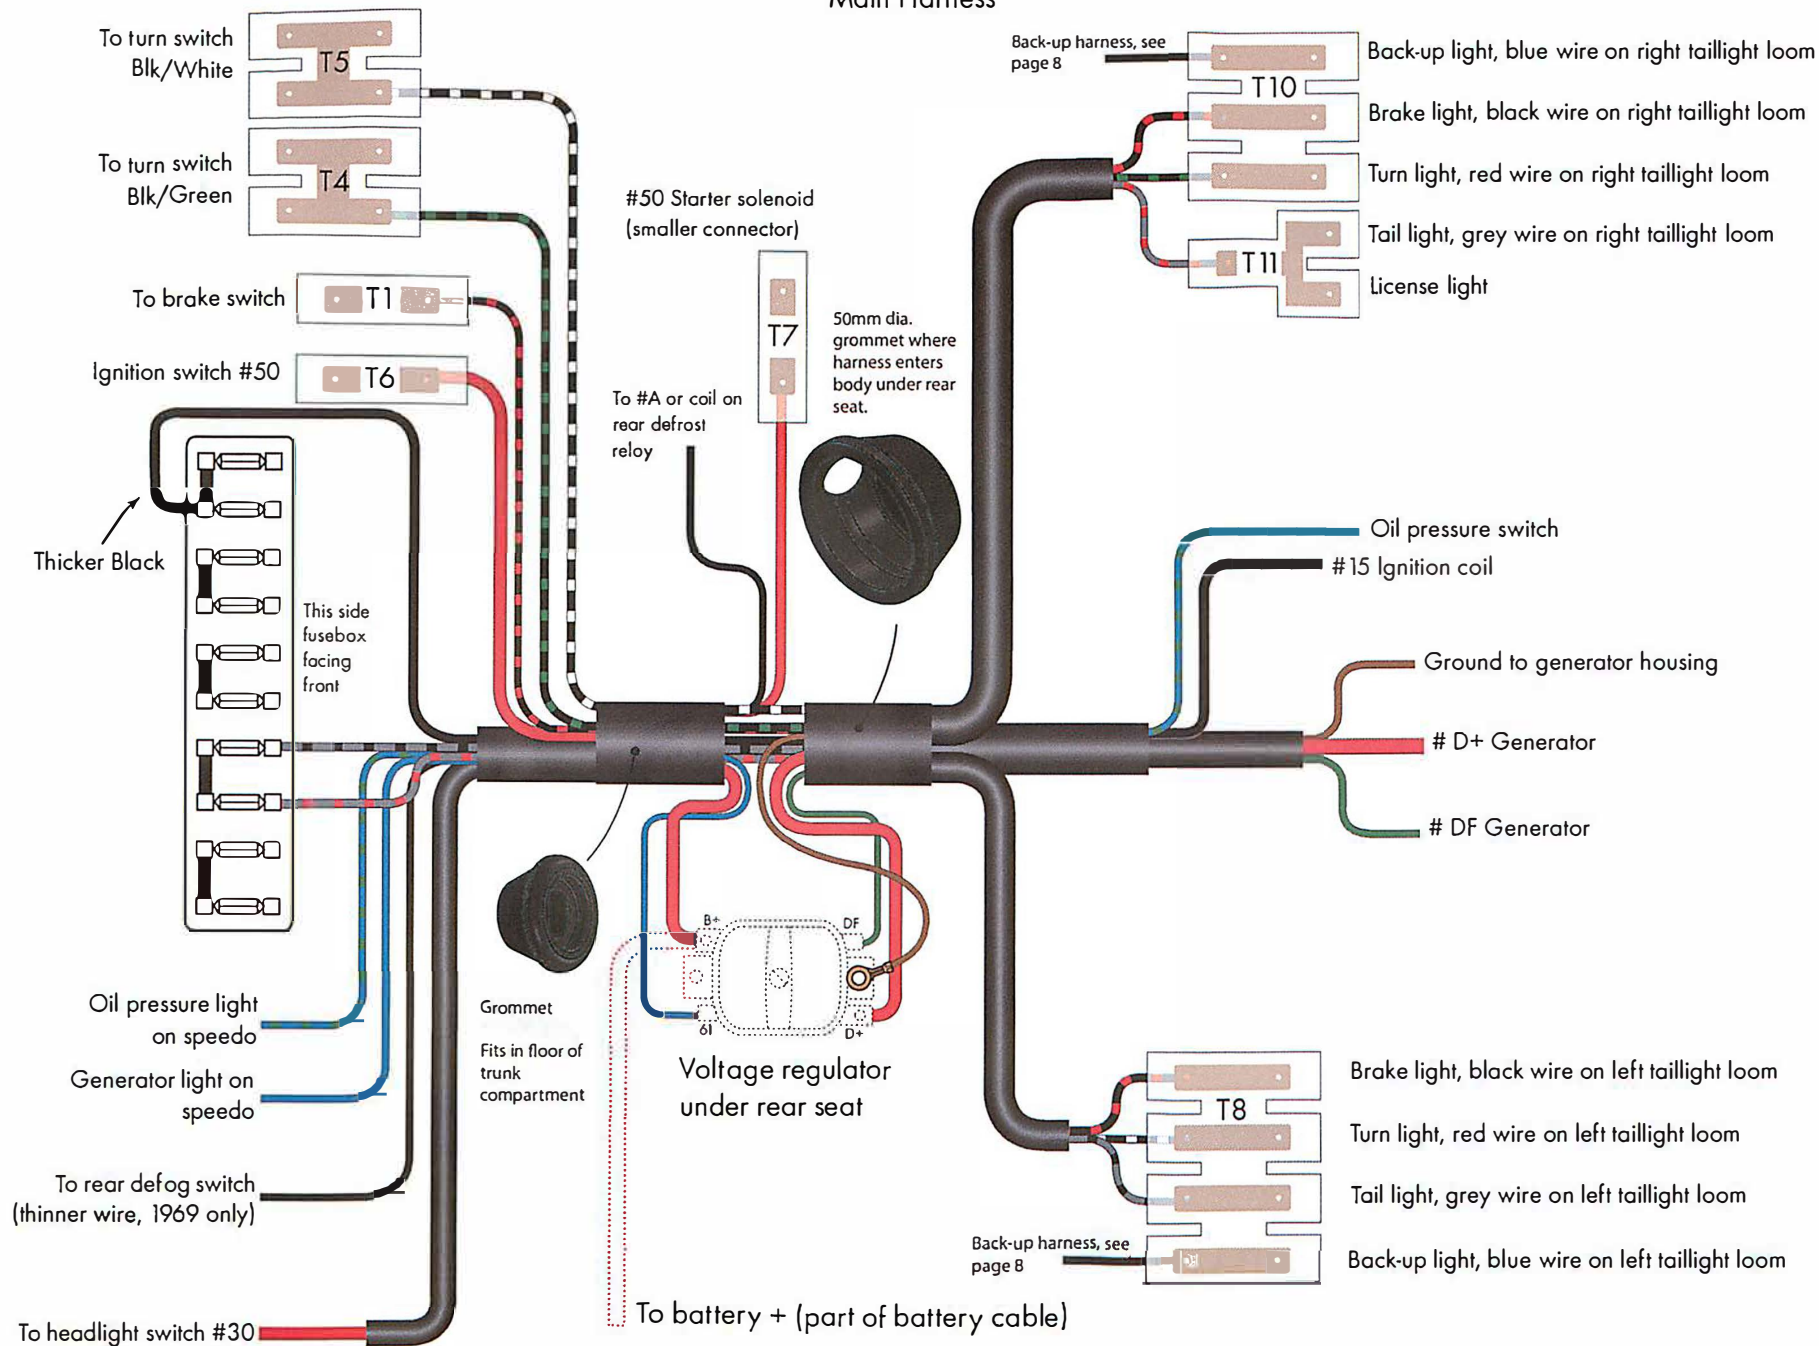 Main Harness
To turn switch
Blk/White
T5
To turn switch
Blk/Green
T4
To brake switch
T1
Ignition switch #50
T6
Thicker Black
This side
fusebox
facing
front
#50 Starter solenoid
(smaller connector)
T7
To #A or coil on
rear defrost
reloy
50mm dia.
grommet where
harness enters
body under rear
seat.
Back-up harness, see
page 8
T10
Back-up light, blue wire on right taillight loom
Brake light, black wire on right taillight loom
Turn light, red wire on right taillight loom
T11
Tail light, grey wire on right taillight loom
License light
Oil pressure switch
#15 Ignition coil
Ground to generator housing
# D+ Generator
# DF Generator
Oil pressure light
on speedo
Generator light on
speedo
To rear defog switch
(thinner wire, 1969 only)
To headlight switch #30
Grommet
Fits in floor of
trunk
compartment
B+
DF
61
D+
Voltage regulator
under rear seat
To battery + (part of battery cable)
T8
Brake light, black wire on left taillight loom
Turn light, red wire on left taillight loom
Tail light, grey wire on left taillight loom
Back-up harness, see
page 8
Back-up light, blue wire on left taillight loom